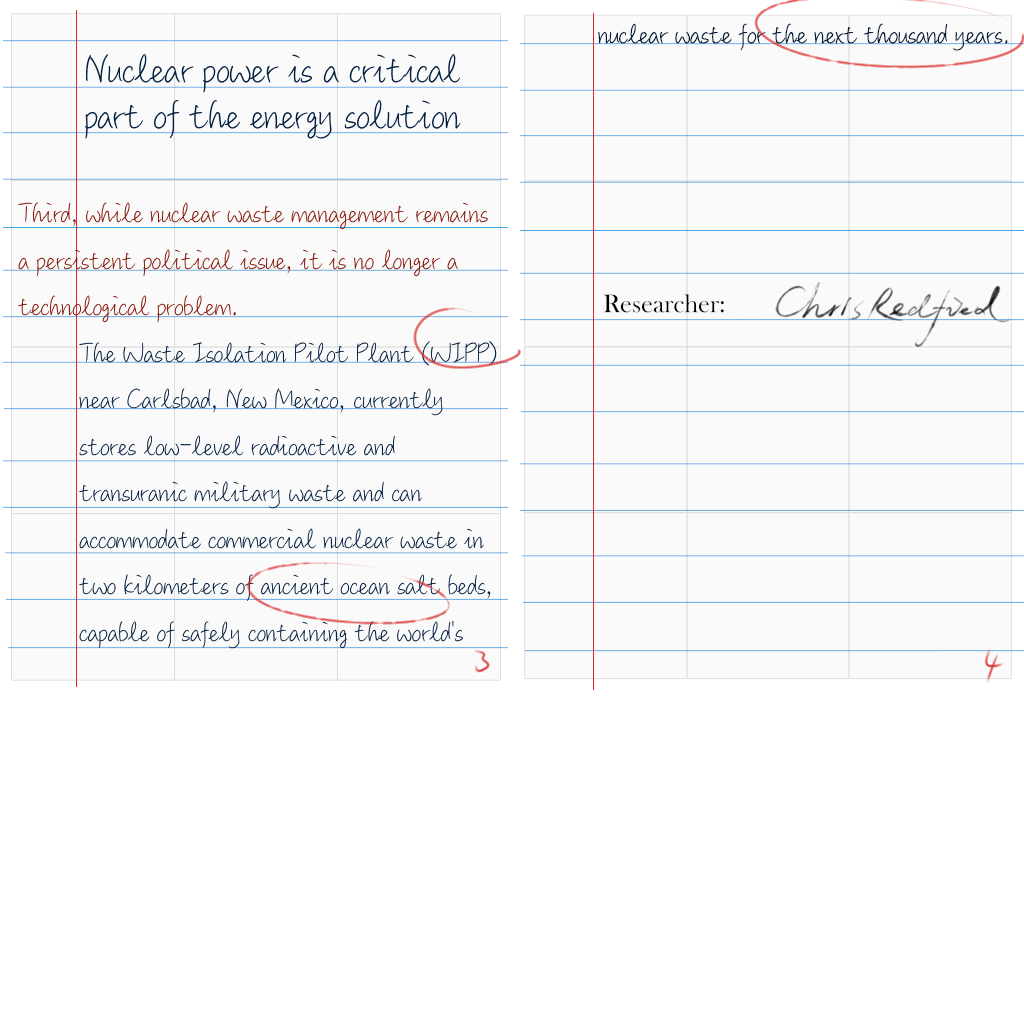 Nuclear power is a critical
part of the energy solution
Third, while nuclear waste management remains
a persistent political issue, it is no longer a
technological problem.
The Waste Isolation Pilot Plant (WIPP)
near Carlsbad, New Mexico, currently
stores low-level radioactive and
transuranic military waste and can
accommodate commercial nuclear waste in
two kilometers of ancient ocean salt beds,
capable of safely containing the world's
3
nuclear waste for the next thousand years.
Researcher: Chris Redfield
4